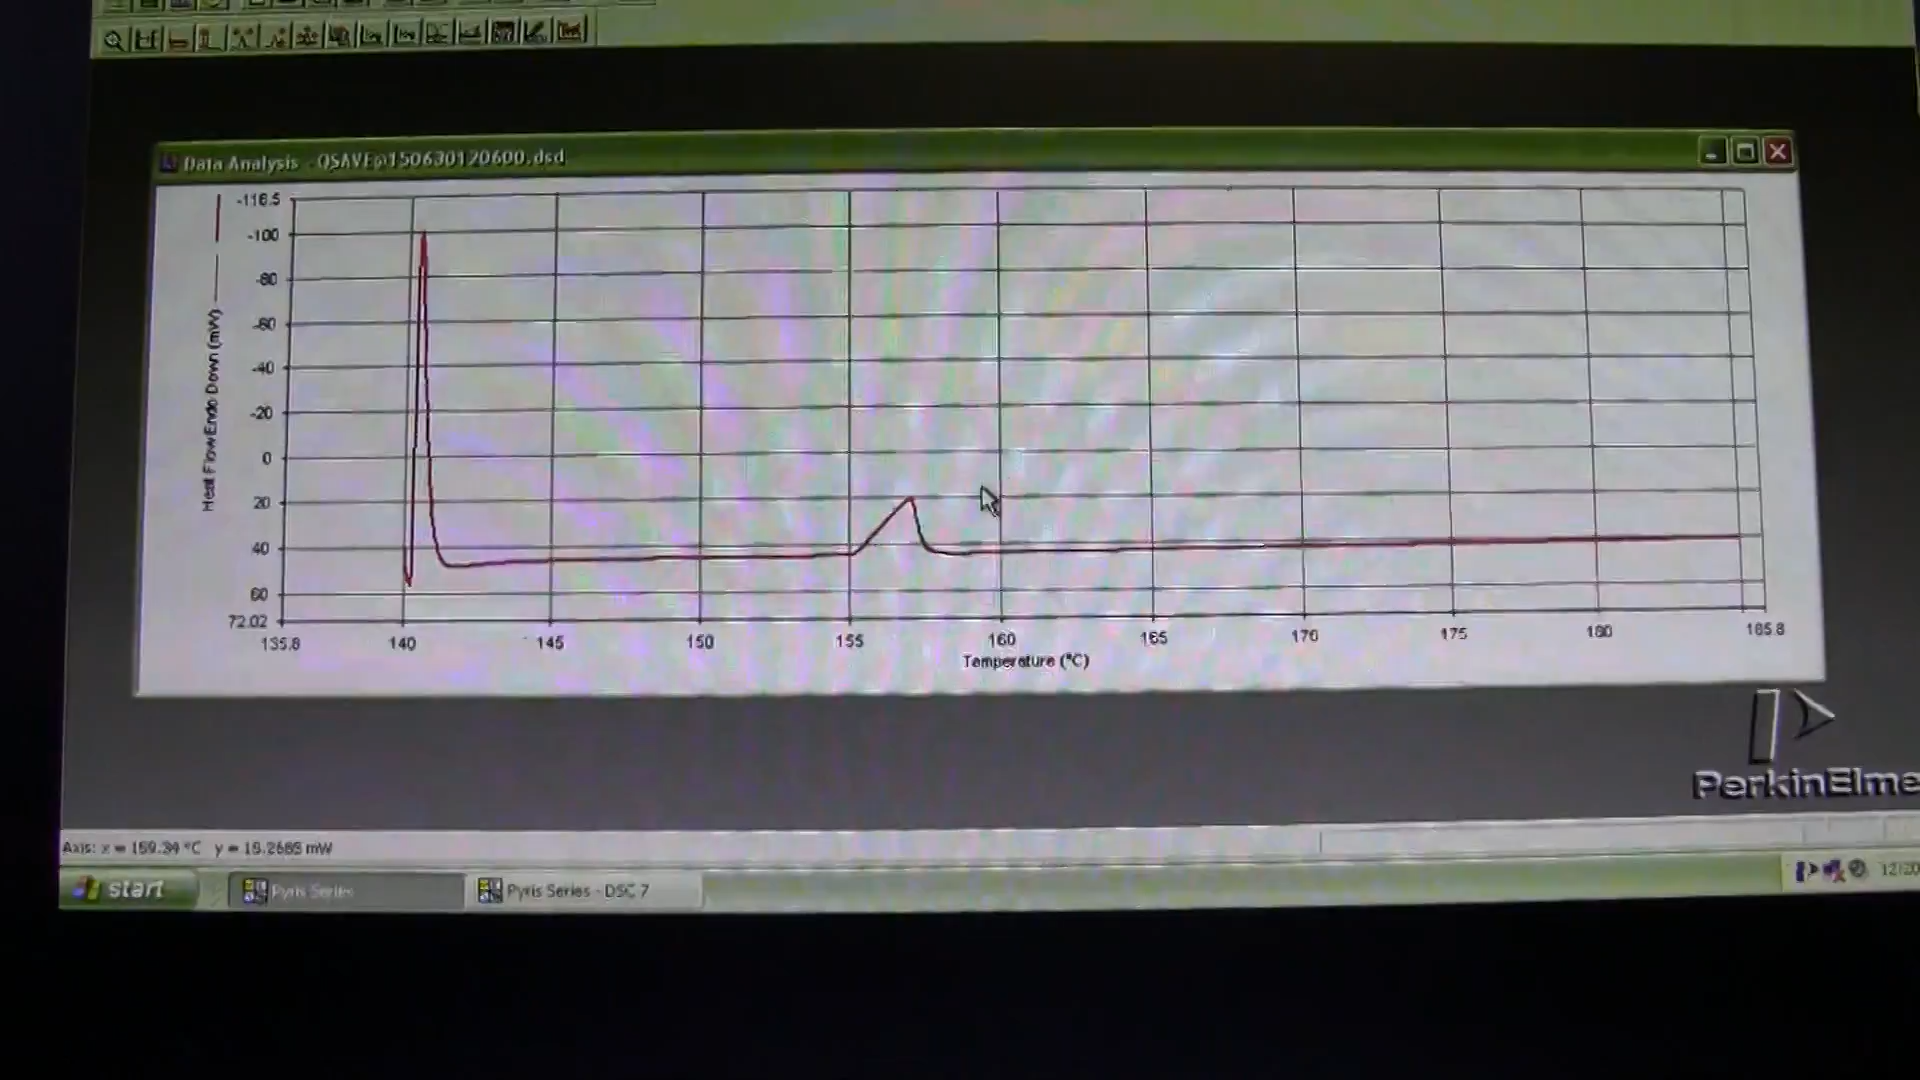 Data Analysis - QSAVE@150630120600.dsd
Heat Flow Endo Down (mW)
-116.5
-100
-80
-60
-40
-20
0
20
40
60
72.02
135.8 140 145 150 155 160 165 170 175 180 185.8
Temperature (°C)
PerkinElme
Axis: x = 159.34 °C y = 19.2685 mW
start Pyris Series Pyris Series - DSC 7